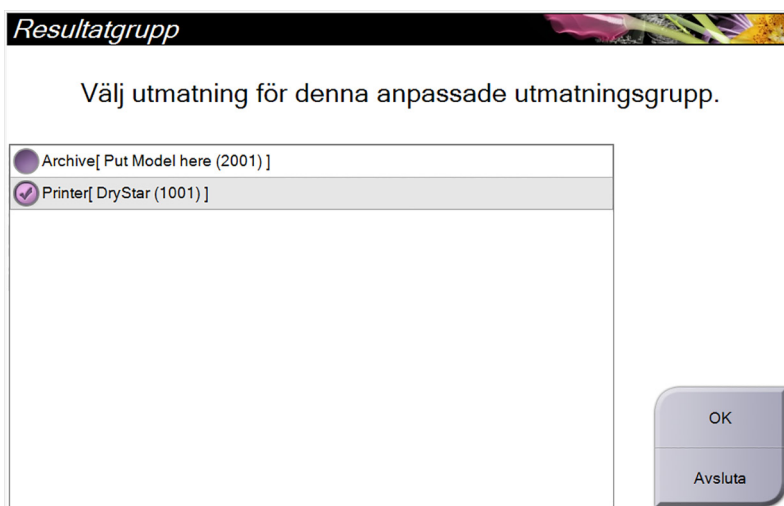 Resultatgrupp
Välj utmatning för denna anpassade utmatningsgrupp.
Archive[ Put Model here (2001) ]
Printer[ DryStar (1001) ]
OK
Avsluta